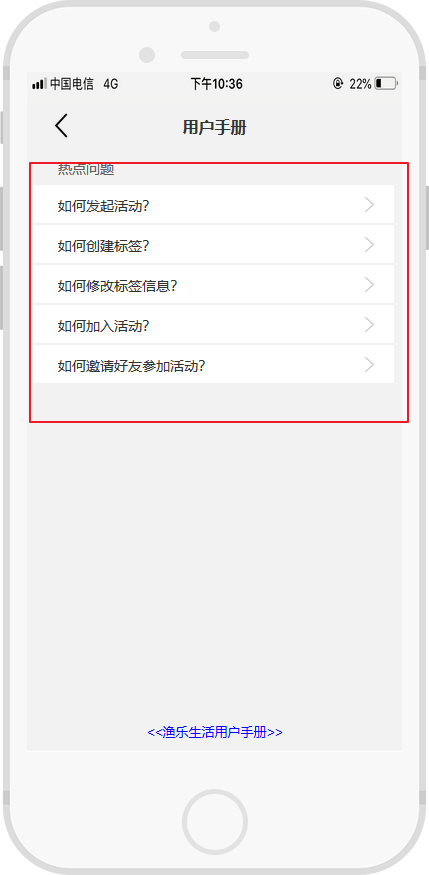 中国电信 4G 下午10:36 22%
用户手册
热点问题
如何发起活动?
如何创建标签?
如何修改标签信息?
如何加入活动?
如何邀请好友参加活动?
<<渔乐生活用户手册>>